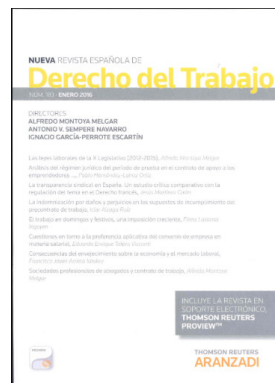 NUEVA REVISTA ESPAÑOLA DE
Derecho del Trabajo
ENERO 2016
DIRECTORES
ALFREDO MONTOYA MELGAR
ANTONIO V. SEMPERE NAVARRO
IGNACIO GARCÍA-PERROTE ESCARTÍN
Las leyes laborales de la X Legislatura (2012-2015), Alfredo Montoya Melgar
Análisis del régimen jurídico del período de prueba en el contrato de apoyo a los
emprendedores
La transparencia sindical en España. Un estudio crítico comparativo con la
regulación del tema en el Derecho francés,
La indemnización por daños y perjuicios en los supuestos de incumplimiento del
precontrato de trabajo,
El trabajo en domingos y festivos, una imposición creciente,
Cuestiones en torno a la preferencia aplicativa del convenio de empresa en
materia salarial,
Consecuencias del envejecimiento sobre la economía y el mercado laboral,
Sociedades profesionales de abogados y contrato de trabajo, Alfredo Montoya
Melgar
INCLUYE LA REVISTA EN
SOPORTE ELECTRÓNICO,
THOMSON REUTERS
PROVIEW™
THOMSON REUTERS
ARANZADI